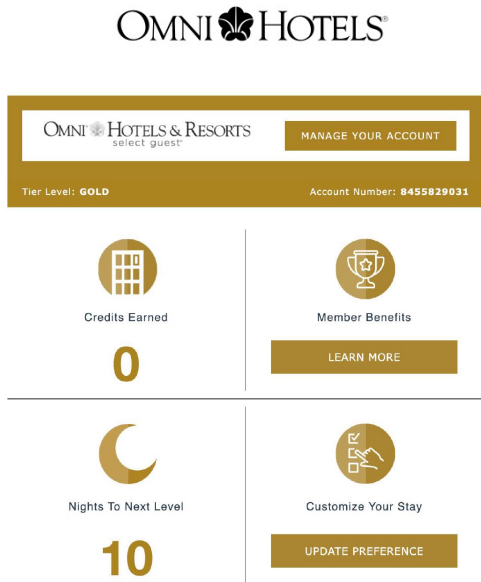 OMNI HOTELS®
OMNI® HOTELS & RESORTS
select guest®
MANAGE YOUR ACCOUNT
Tier Level: GOLD
Account Number: 8455829031
Credits Earned
0
Member Benefits
LEARN MORE
Nights To Next Level
10
Customize Your Stay
UPDATE PREFERENCE